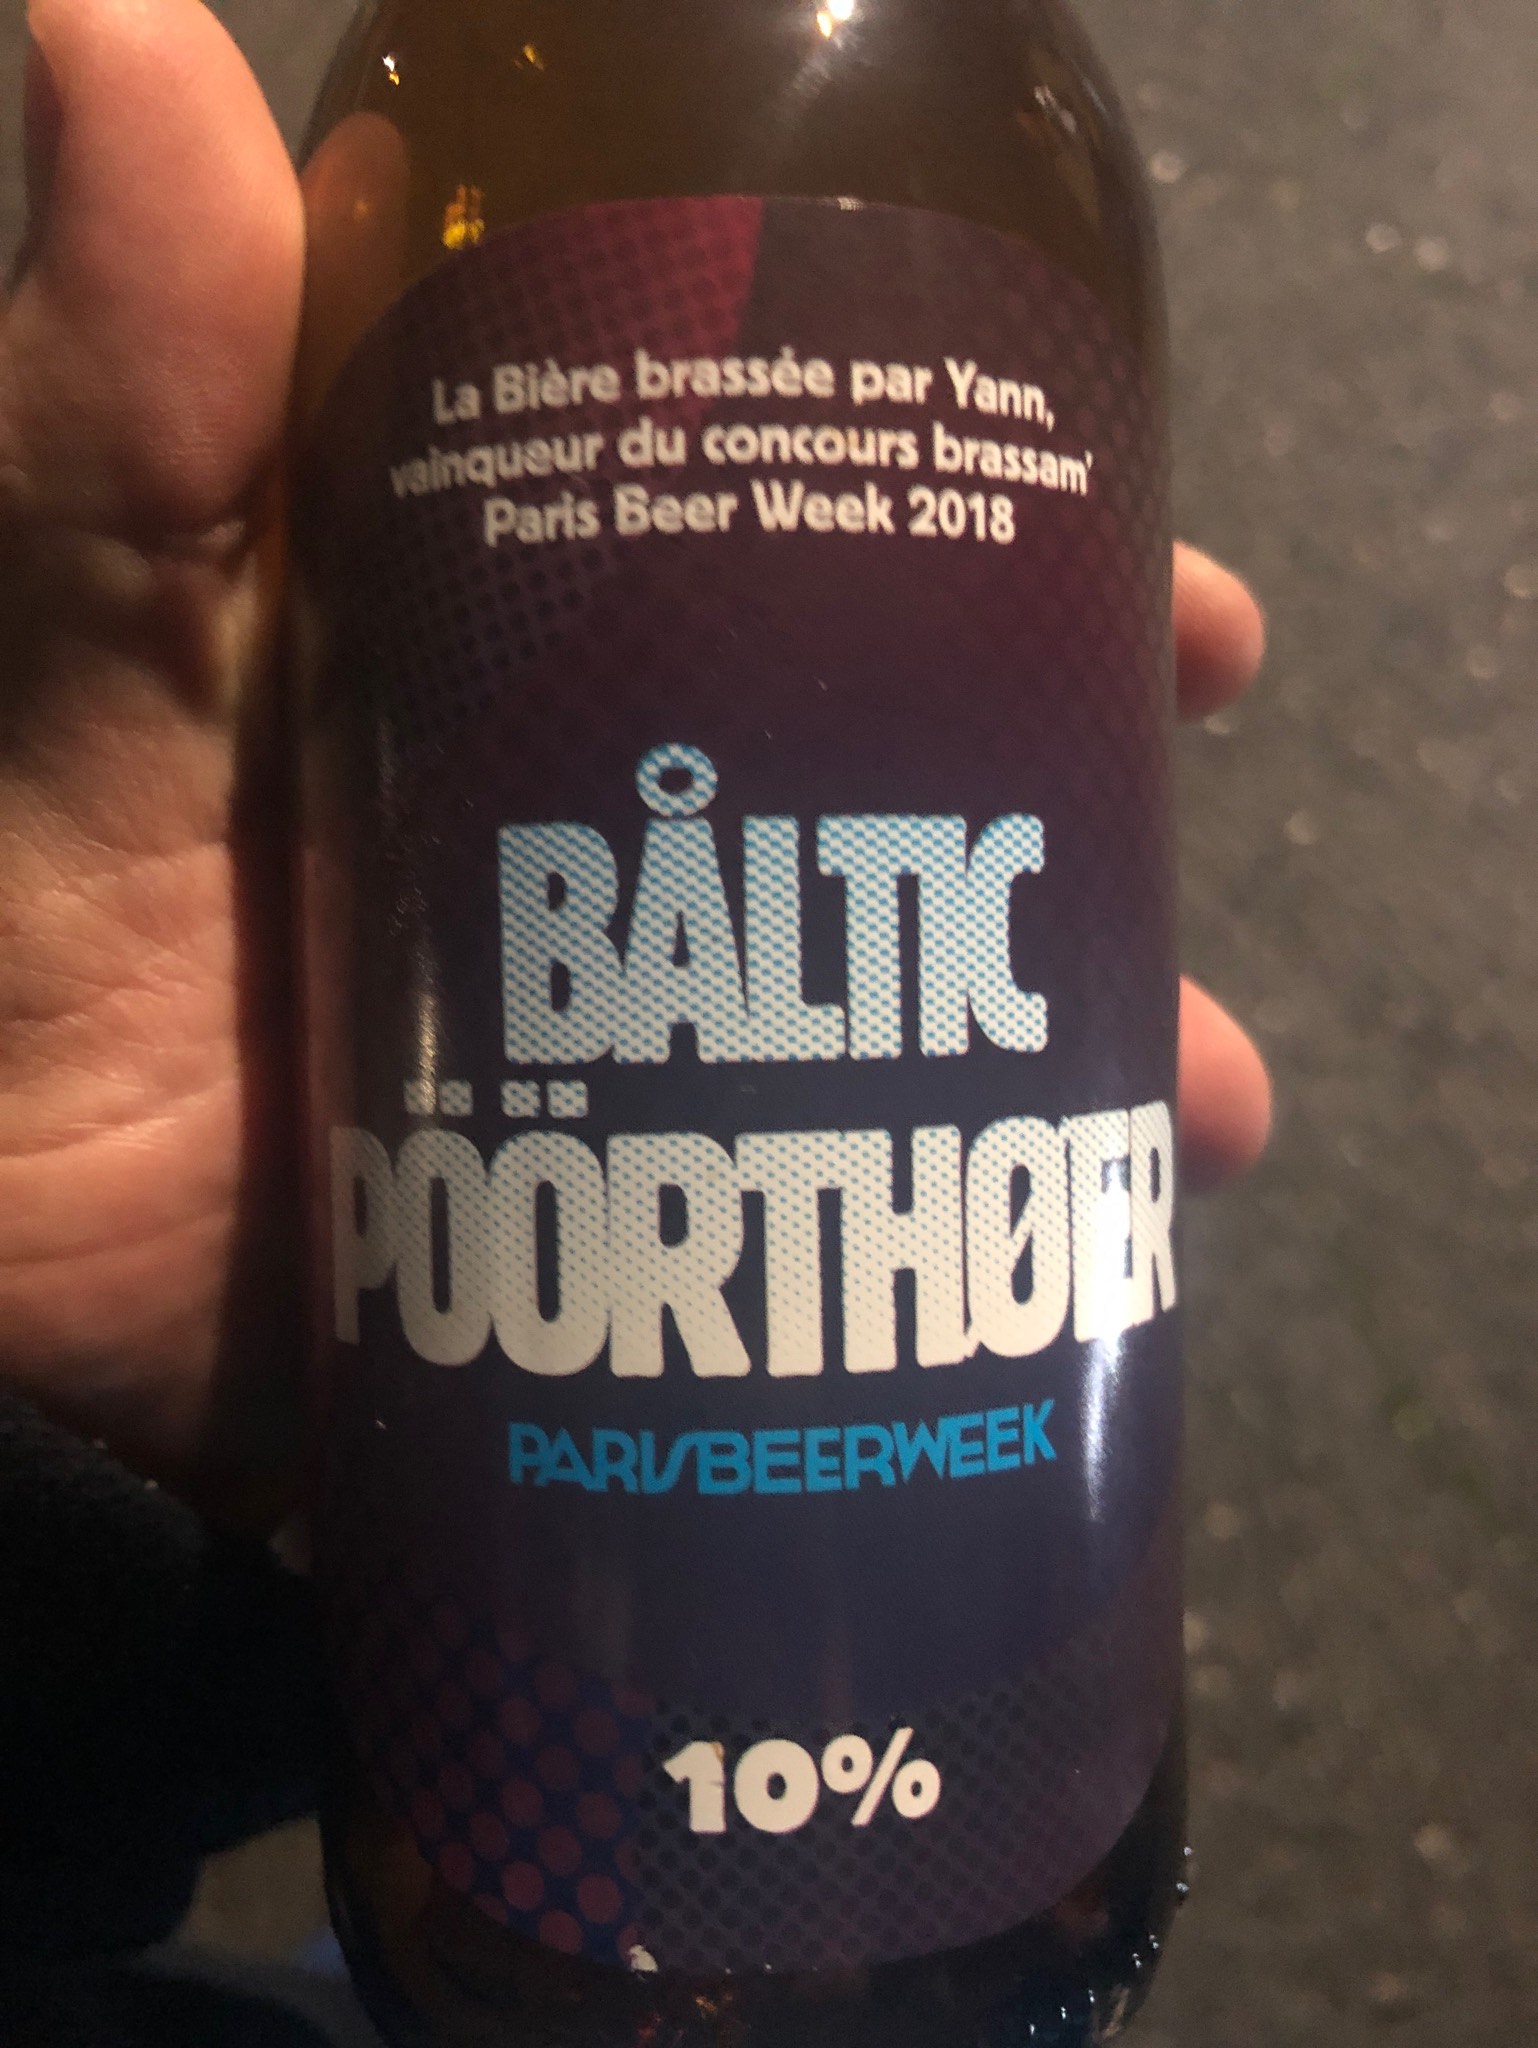 La Bière brassée par Yann,
vainqueur du concours brassam'
Paris Beer Week 2018
BÅLTIC
PÖÖRTHØER
PARISBEERWEEK
10%